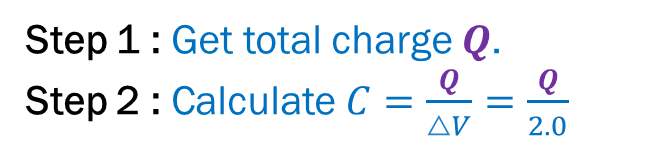 Step 1 : Get total charge Q.
Step 2 : Calculate C = Q/△V = Q/2.0